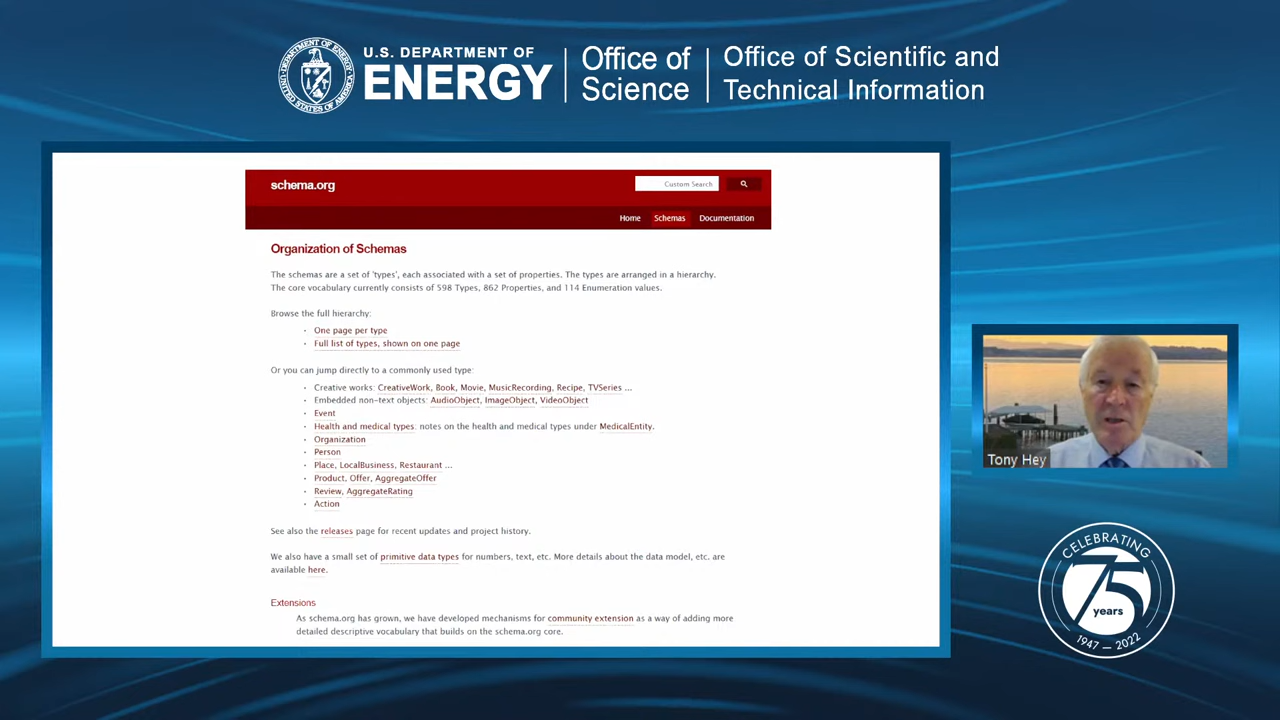 U.S. DEPARTMENT OF
ENERGY
Office of
Science
Office of Scientific and
Technical Information
schema.org
Custom Search
Home Schemas Documentation
Organization of Schemas
The schemas are a set of 'types', each associated with a set of properties. The types are arranged in a hierarchy.
The core vocabulary currently consists of 598 Types, 862 Properties, and 114 Enumeration values.
Browse the full hierarchy:
· One page per type
· Full list of types, shown on one page
Or you can jump directly to a commonly used type:
· Creative works: CreativeWork, Book, Movie, MusicRecording, Recipe, TVSeries ...
· Embedded non-text objects: AudioObject, ImageObject, VideoObject
· Event
· Health and medical types: notes on the health and medical types under MedicalEntity.
· Organization
· Person
· Place, LocalBusiness, Restaurant ...
· Product, Offer, AggregateOffer
· Review, AggregateRating
· Action
See also the releases page for recent updates and project history.
We also have a small set of primitive data types for numbers, text, etc. More details about the data model, etc. are
available here.
Extensions
As schema.org has grown, we have developed mechanisms for community extension as a way of adding more
detailed descriptive vocabulary that builds on the schema.org core.
Tony Hey
CELEBRATING
75
years
1947 — 2022